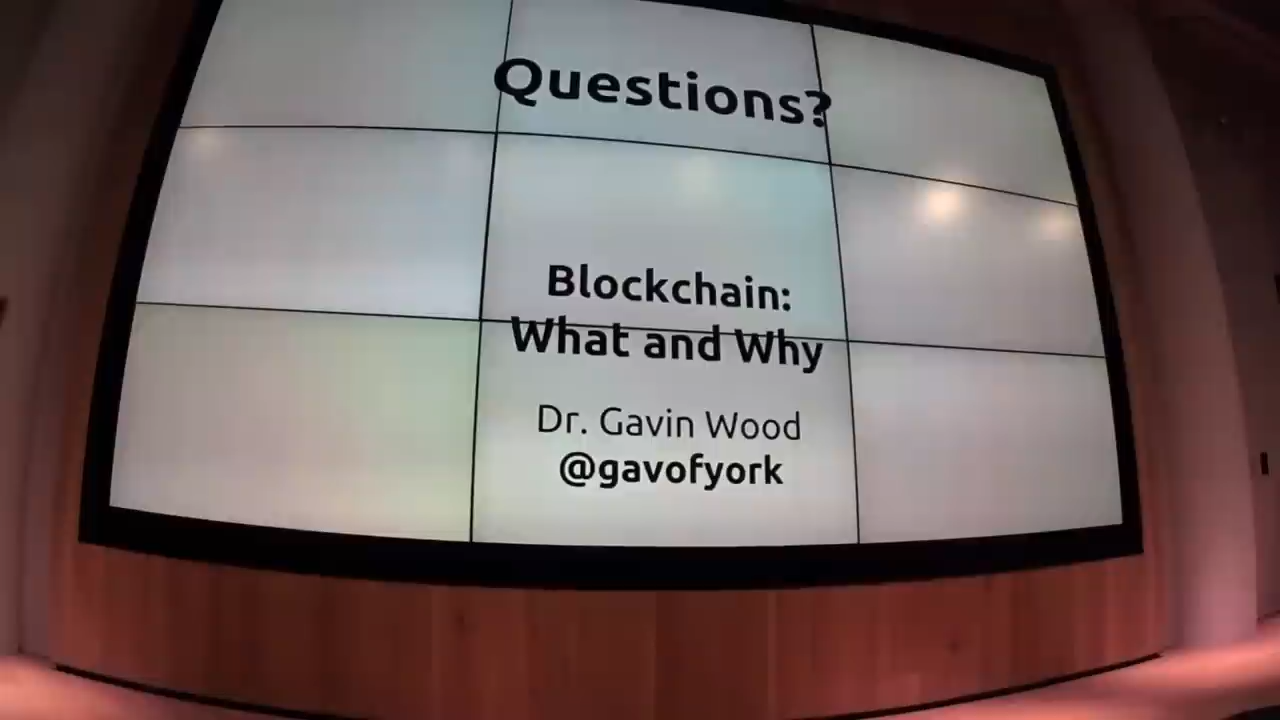 Questions?
Blockchain:
What and Why
Dr. Gavin Wood
@gavofyork